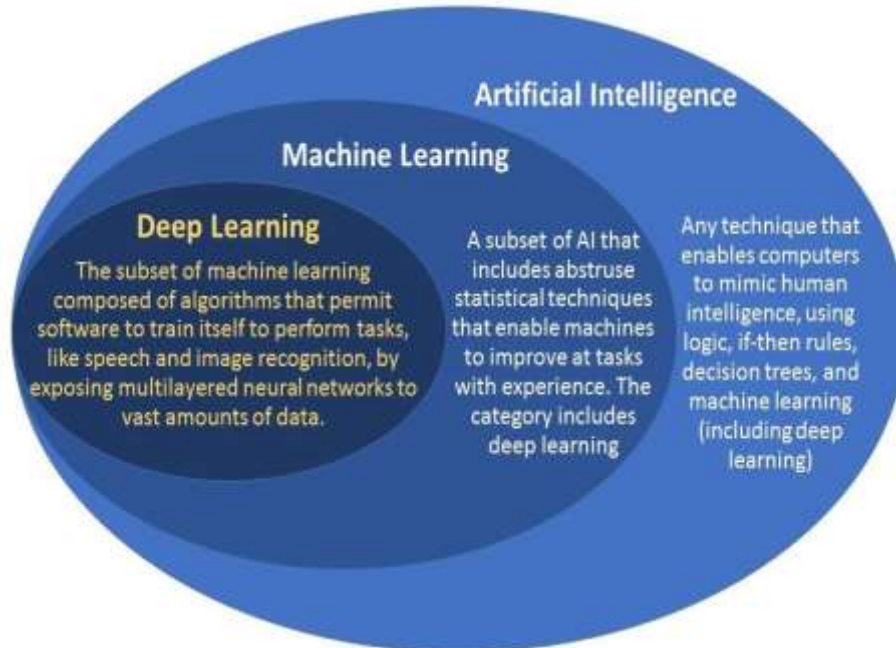 Artificial Intelligence
Machine Learning
Deep Learning
The subset of machine learning
composed of algorithms that permit
software to train itself to perform tasks,
like speech and image recognition, by
exposing multilayered neural networks to
vast amounts of data.
A subset of AI that
includes abstruse
statistical techniques
that enable machines
to improve at tasks
with experience. The
category includes
deep learning
Any technique that
enables computers
to mimic human
intelligence, using
logic, if-then rules,
decision trees, and
machine learning
(including deep
learning)